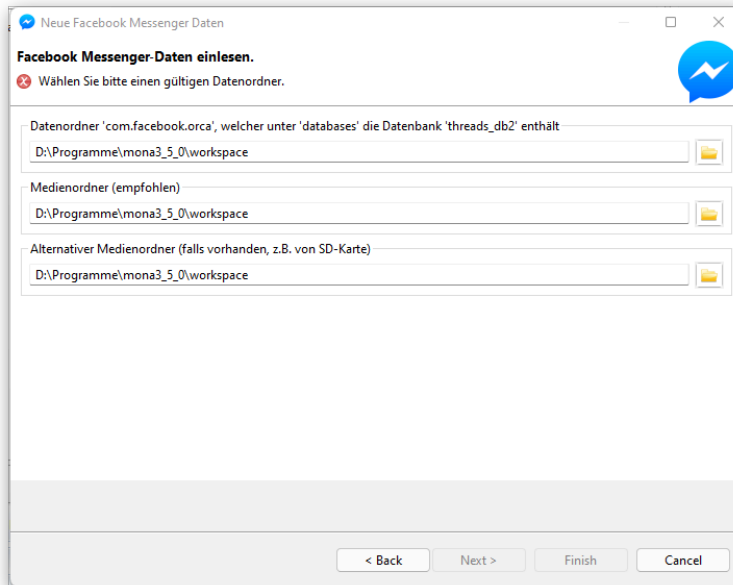 Neue Facebook Messenger Daten
Facebook Messenger-Daten einlesen.
Wählen Sie bitte einen gültigen Datenordner.
Datenordner 'com.facebook.orca', welcher unter 'databases' die Datenbank 'threads_db2' enthält
D:\Programme\mona3_5_0\workspace
Medienordner (empfohlen)
D:\Programme\mona3_5_0\workspace
Alternativer Medienordner (falls vorhanden, z.B. von SD-Karte)
D:\Programme\mona3_5_0\workspace
< Back
Next >
Finish
Cancel